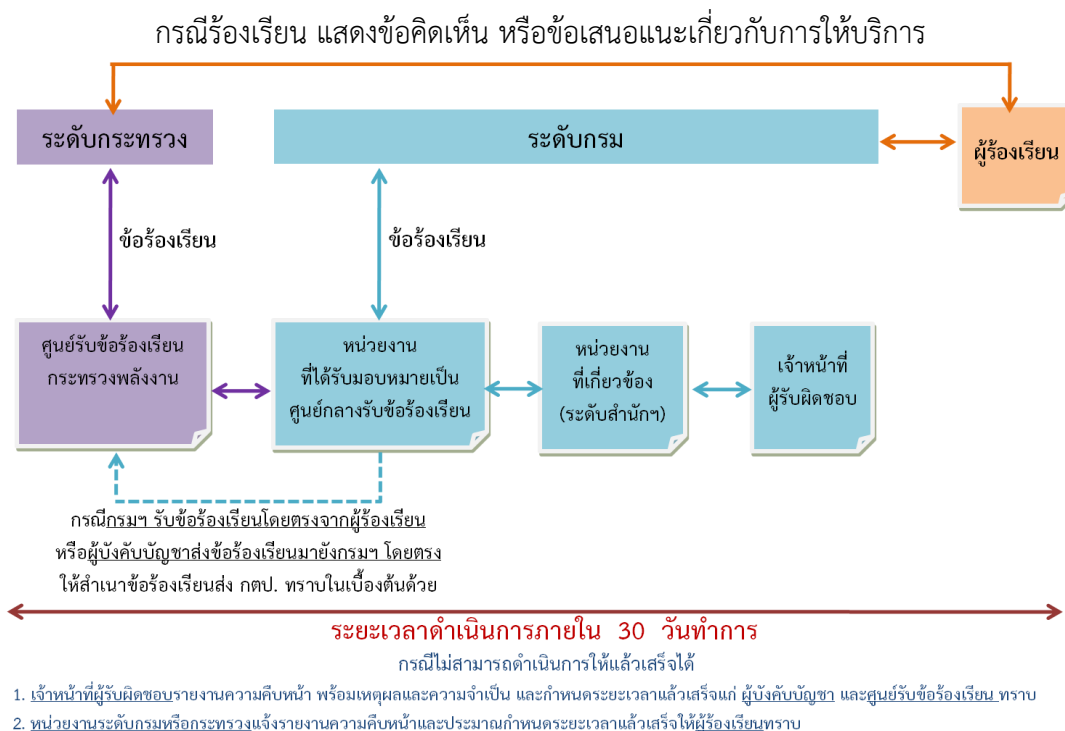 กรณีร้องเรียน แสดงข้อคิดเห็น หรือข้อเสนอแนะเกี่ยวกับการให้บริการ
ระดับกระทรวง
ระดับกรม
ผู้ร้องเรียน
ข้อร้องเรียน
ข้อร้องเรียน
ศูนย์รับข้อร้องเรียน
กระทรวงพลังงาน
หน่วยงาน
ที่ได้รับมอบหมายเป็น
ศูนย์กลางรับข้อร้องเรียน
หน่วยงาน
ที่เกี่ยวข้อง
(ระดับสำนักฯ)
เจ้าหน้าที่
ผู้รับผิดชอบ
กรณีกรมฯ รับข้อร้องเรียนโดยตรงจากผู้ร้องเรียน
หรือผู้บังคับบัญชาส่งข้อร้องเรียนมายังกรมฯ โดยตรง
ให้สำเนาข้อร้องเรียนส่ง กตป. ทราบในเบื้องต้นด้วย
ระยะเวลาดำเนินการภายใน 30 วันทำการ
กรณีไม่สามารถดำเนินการให้แล้วเสร็จได้
1. เจ้าหน้าที่ผู้รับผิดชอบรายงานความคืบหน้า พร้อมเหตุผลและความจำเป็น และกำหนดระยะเวลาแล้วเสร็จแก่ ผู้บังคับบัญชา และศูนย์รับข้อร้องเรียน ทราบ
2. หน่วยงานระดับกรมหรือกระทรวงแจ้งรายงานความคืบหน้าและประมาณกำหนดระยะเวลาแล้วเสร็จให้ผู้ร้องเรียนทราบ